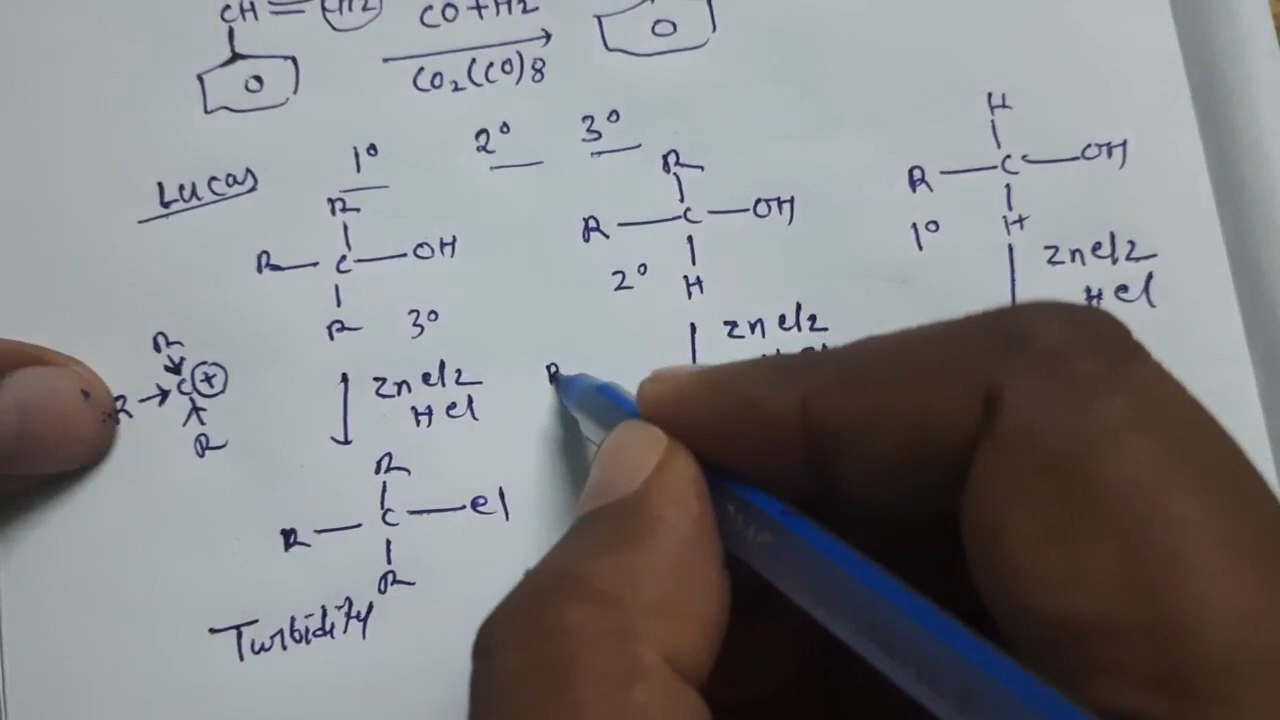 CH = CH2
CO + H2
CO2(CO)8
O
O
Lucas
1°
2°
3°
R
R — C — OH
R
3°
R
R — C — OH
H
2°
H
R — C — OH
H
1°
ZnCl2
HCl
ZnCl2
ZnCl2
HCl
R
R → C +
R
R
R
R — C — Cl
R
Turbidity